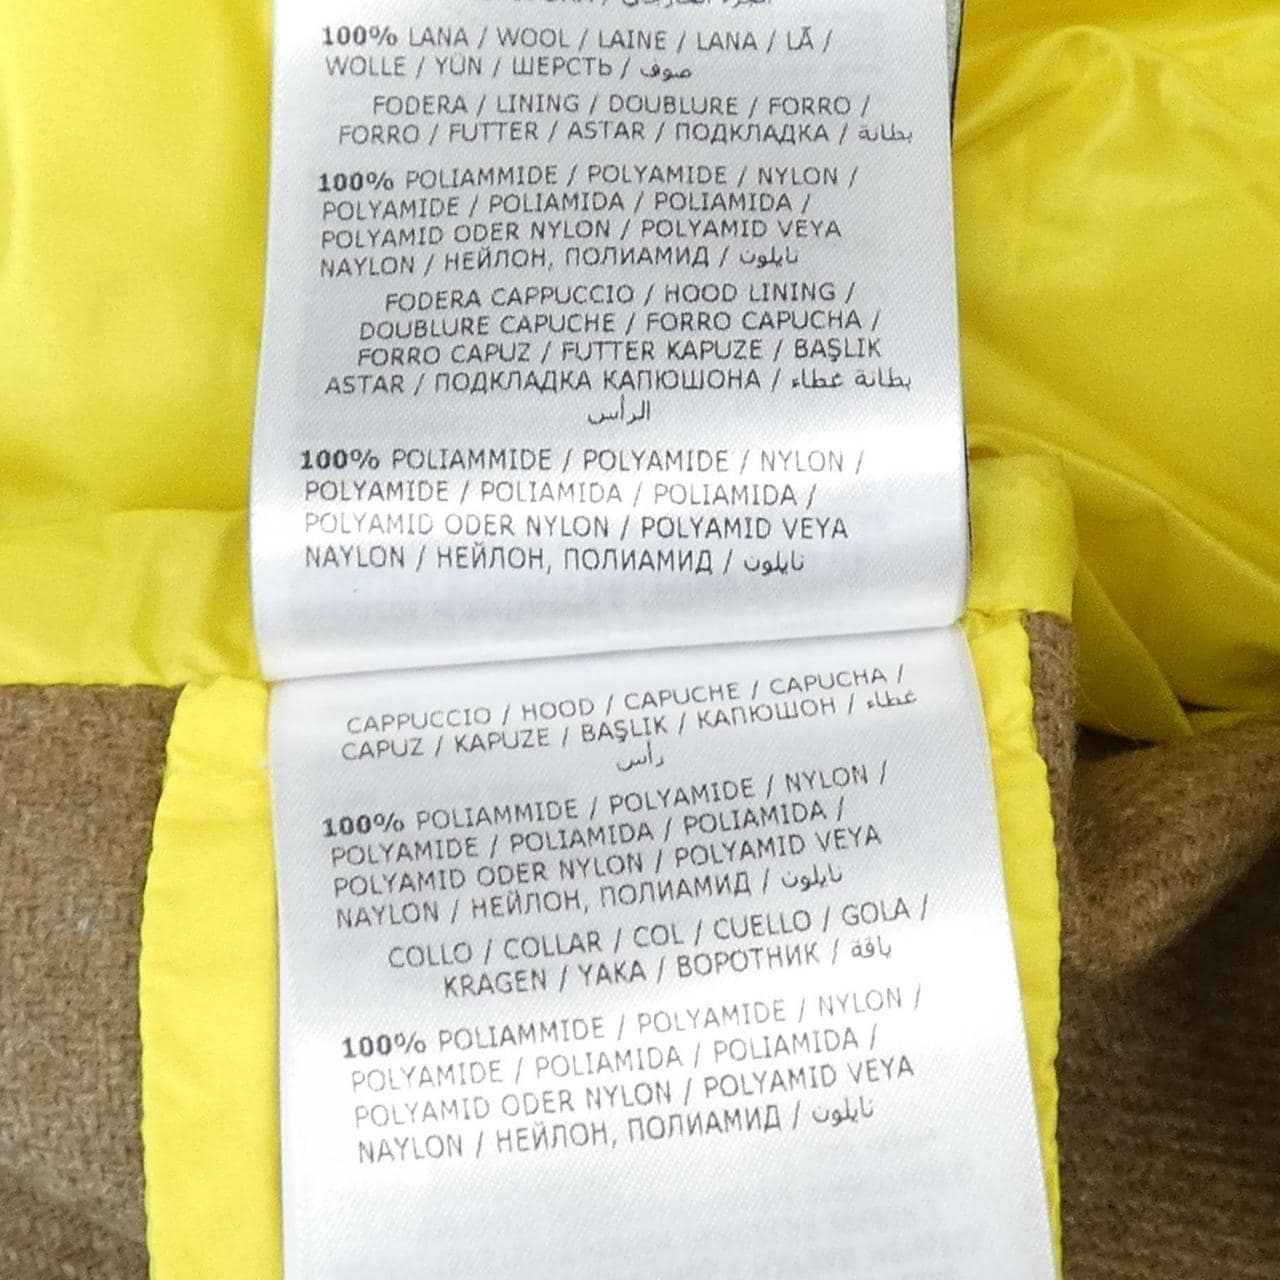 100% LANA / WOOL / LAINE / LANA / LÃ /
WOLLE / YÜN / ШЕРСТЬ / صوف
FODERA / LINING / DOUBLURE / FORRO /
FORRO / FUTTER / ASTAR / ПОДКЛАДКА / بطانة
100% POLIAMMIDE / POLYAMIDE / NYLON /
POLYAMIDE / POLIAMIDA / POLIAMIDA /
POLYAMID ODER NYLON / POLYAMID VEYA
NAYLON / НЕЙЛОН, ПОЛИАМИД / نايلون
FODERA CAPPUCCIO / HOOD LINING /
DOUBLURE CAPUCHE / FORRO CAPUCHA /
FORRO CAPUZ / FUTTER KAPUZE / BAŞLIK
ASTAR / ПОДКЛАДКА КАПЮШОНА / بطانة غطاء
الرأس
100% POLIAMMIDE / POLYAMIDE / NYLON /
POLYAMIDE / POLIAMIDA / POLIAMIDA /
POLYAMID ODER NYLON / POLYAMID VEYA
NAYLON / НЕЙЛОН, ПОЛИАМИД / نايلون
CAPPUCCIO / HOOD / CAPUCHE / CAPUCHA /
CAPUZ / KAPUZE / BAŞLIK / КАПЮШОН / غطاء
رأس
100% POLIAMMIDE / POLYAMIDE / NYLON /
POLYAMIDE / POLIAMIDA / POLIAMIDA /
POLYAMID ODER NYLON / POLYAMID VEYA
NAYLON / НЕЙЛОН, ПОЛИАМИД / نايلون
COLLO / COLLAR / COL / CUELLO / GOLA /
KRAGEN / YAKA / ВОРОТНИК / ياقة
100% POLIAMMIDE / POLYAMIDE / NYLON /
POLYAMIDE / POLIAMIDA / POLIAMIDA /
POLYAMID ODER NYLON / POLYAMID VEYA
NAYLON / НЕЙЛОН, ПОЛИАМИД / نايلون